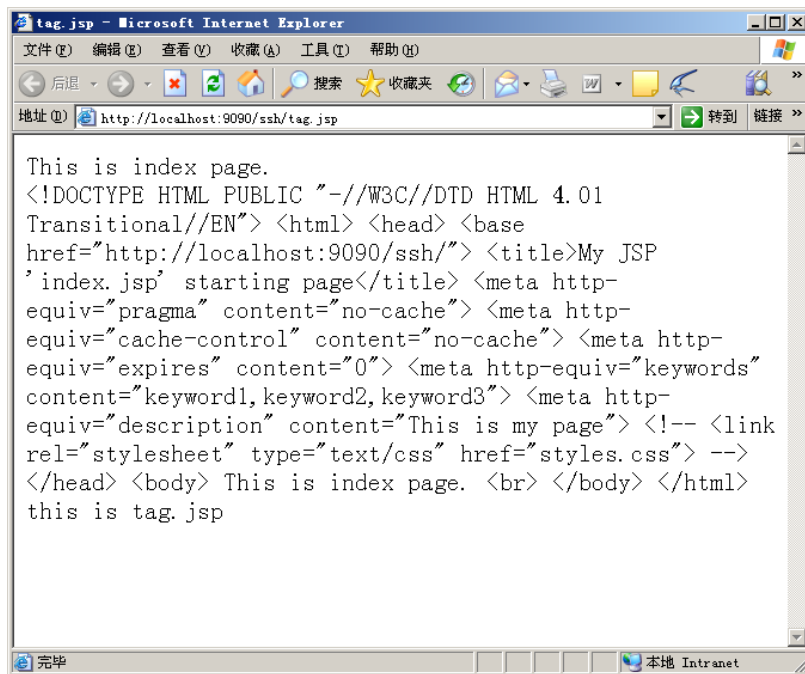 tag.jsp - Microsoft Internet Explorer
文件(F) 编辑(E) 查看(V) 收藏(A) 工具(T) 帮助(H)
后退 搜索 收藏夹 W »
地址(D) http://localhost:9090/ssh/tag.jsp 转到 链接 »
This is index page.
<!DOCTYPE HTML PUBLIC "-//W3C//DTD HTML 4.01
Transitional//EN"> <html> <head> <base
href="http://localhost:9090/ssh/"> <title>My JSP
'index.jsp' starting page</title> <meta http-
equiv="pragma" content="no-cache"> <meta http-
equiv="cache-control" content="no-cache"> <meta http-
equiv="expires" content="0"> <meta http-equiv="keywords"
content="keyword1,keyword2,keyword3"> <meta http-
equiv="description" content="This is my page"> <!-- <link
rel="stylesheet" type="text/css" href="styles.css"> -->
</head> <body> This is index page. <br> </body> </html>
this is tag.jsp
完毕 本地 Intranet